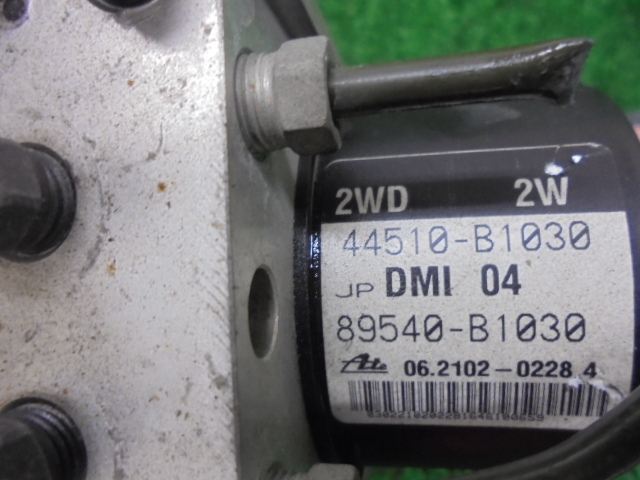 2WD 2W
44510-B1030
JP DMI 04
89540-B1030
Ate 06.2102-0228.4